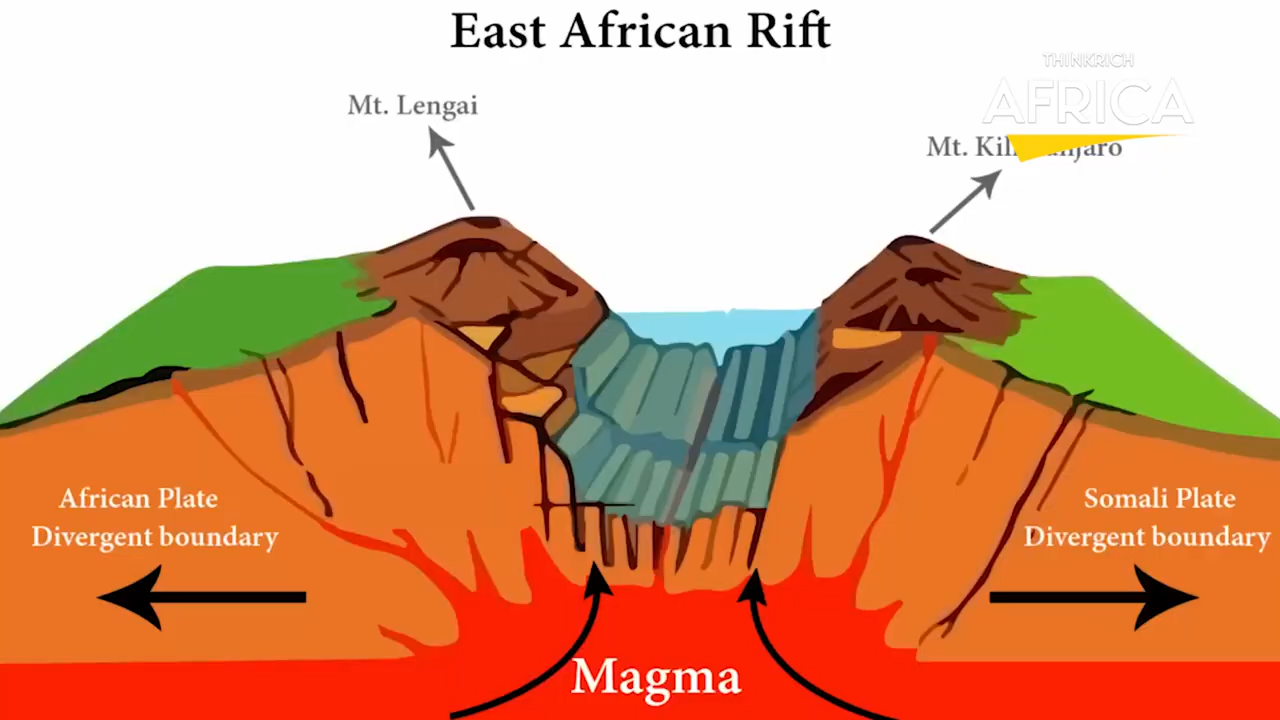 East African Rift
THINKRICH
AFRICA
Mt. Lengai
Mt.
African Plate
Divergent boundary
Somali Plate
Divergent boundary
Magma